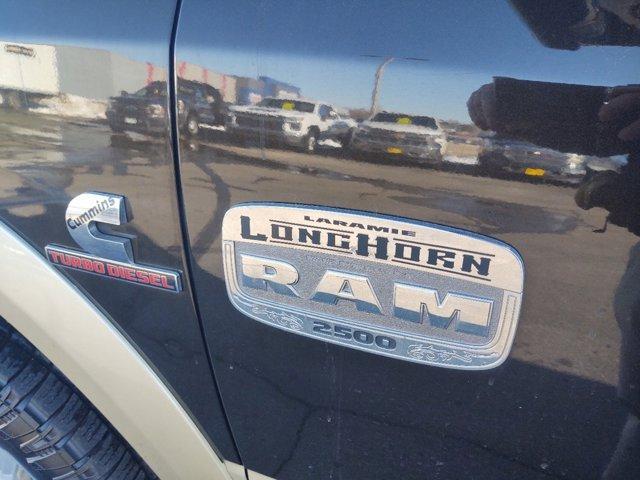 Cummins
TURBO DIESEL
LARAMIE
LONGHORN
RAM
2500